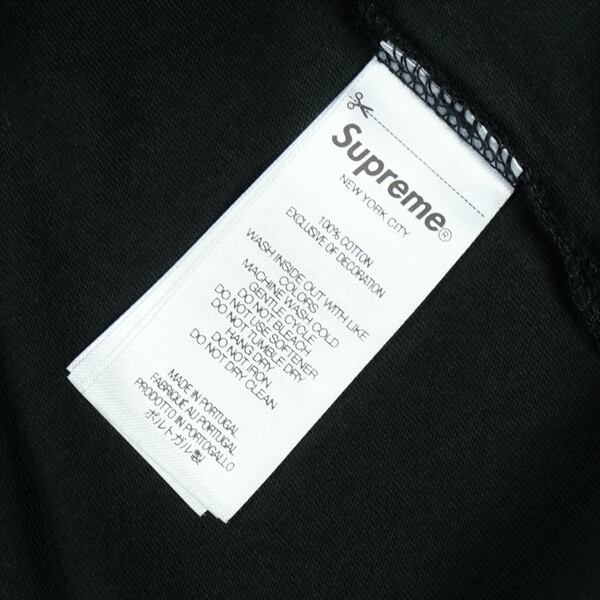 Supreme®
NEW YORK CITY
100% COTTON
EXCLUSIVE OF DECORATION
WASH INSIDE OUT WITH LIKE
COLORS
MACHINE WASH COLD
GENTLE CYCLE
DO NOT BLEACH
DO NOT USE SOFTENER
DO NOT TUMBLE DRY
HANG DRY
DO NOT IRON
DO NOT DRY CLEAN
MADE IN PORTUGAL
FABRIQUE AU PORTUGAL
PRODOTTO IN PORTOGALLO
ポルトガル製